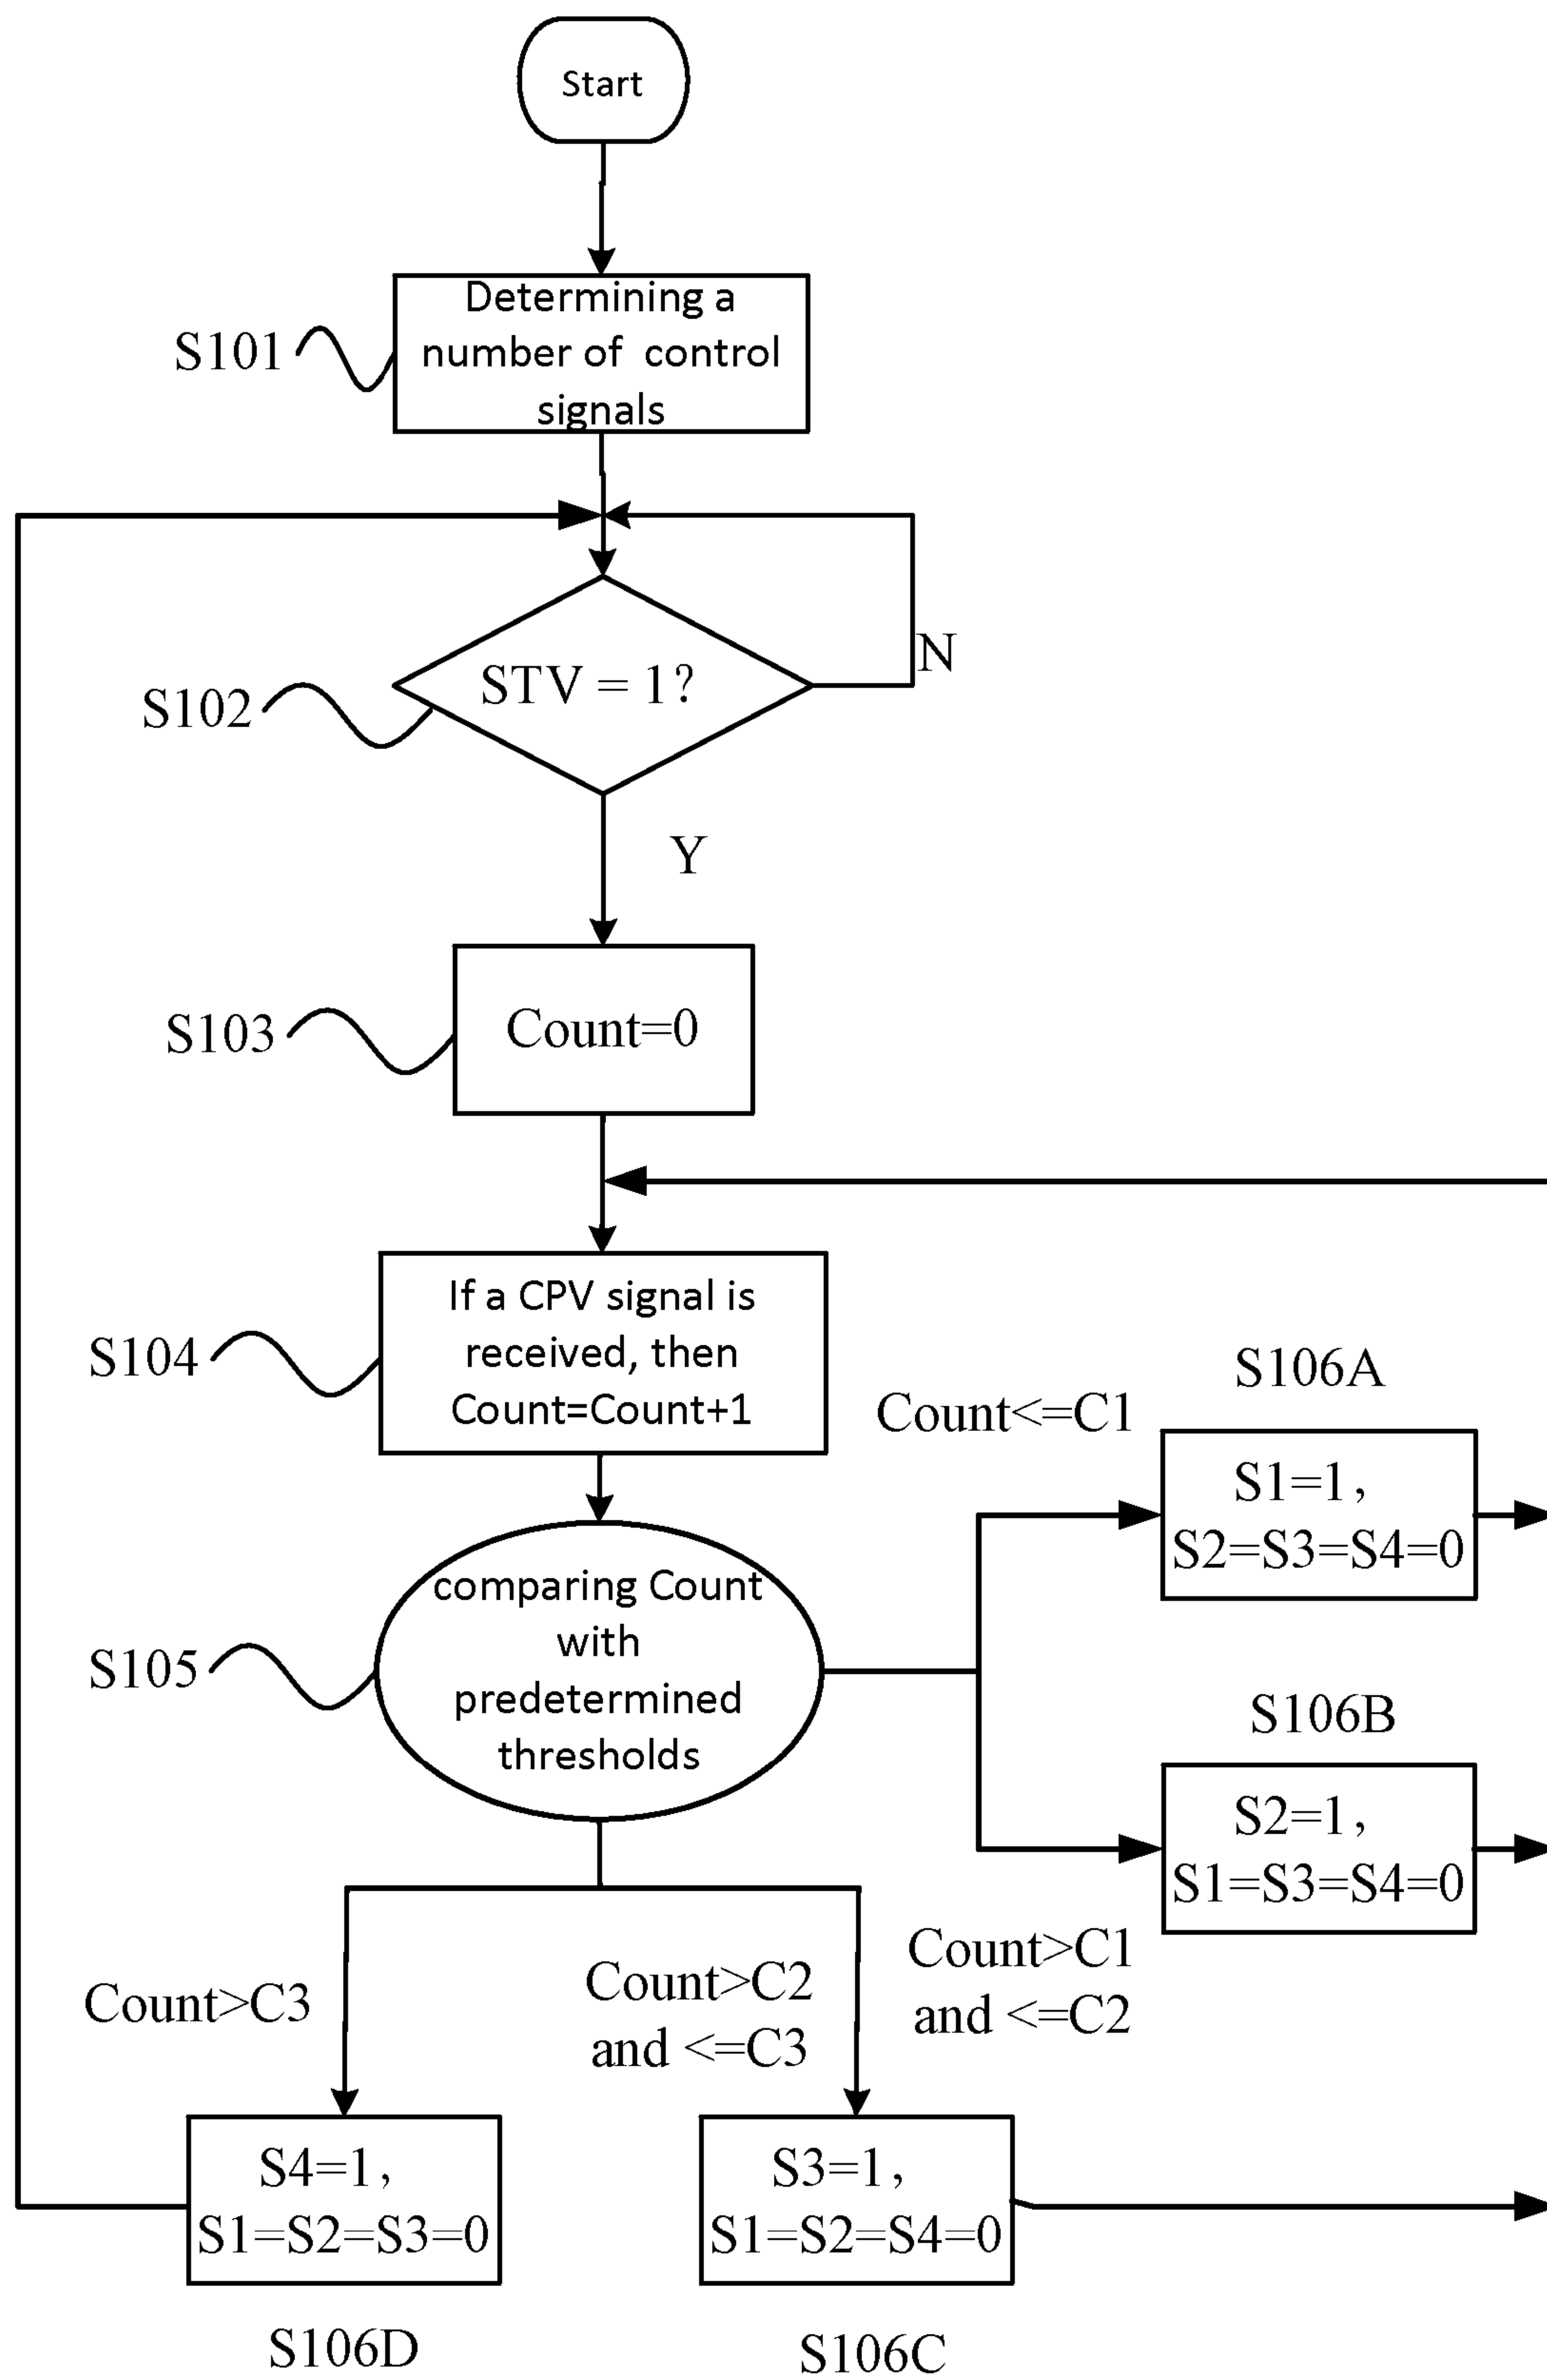 Start
S101
Determining a
number of control
signals
S102
STV = 1?
N
Y
S103
Count=0
S104
If a CPV signal is
received, then
Count=Count+1
S105
comparing Count
with
predetermined
thresholds
Count<=C1
S106A
S1=1,
S2=S3=S4=0
S106B
S2=1,
S1=S3=S4=0
Count>C1
and <=C2
Count>C2
and <=C3
Count>C3
S4=1,
S1=S2=S3=0
S106D
S3=1,
S1=S2=S4=0
S106C